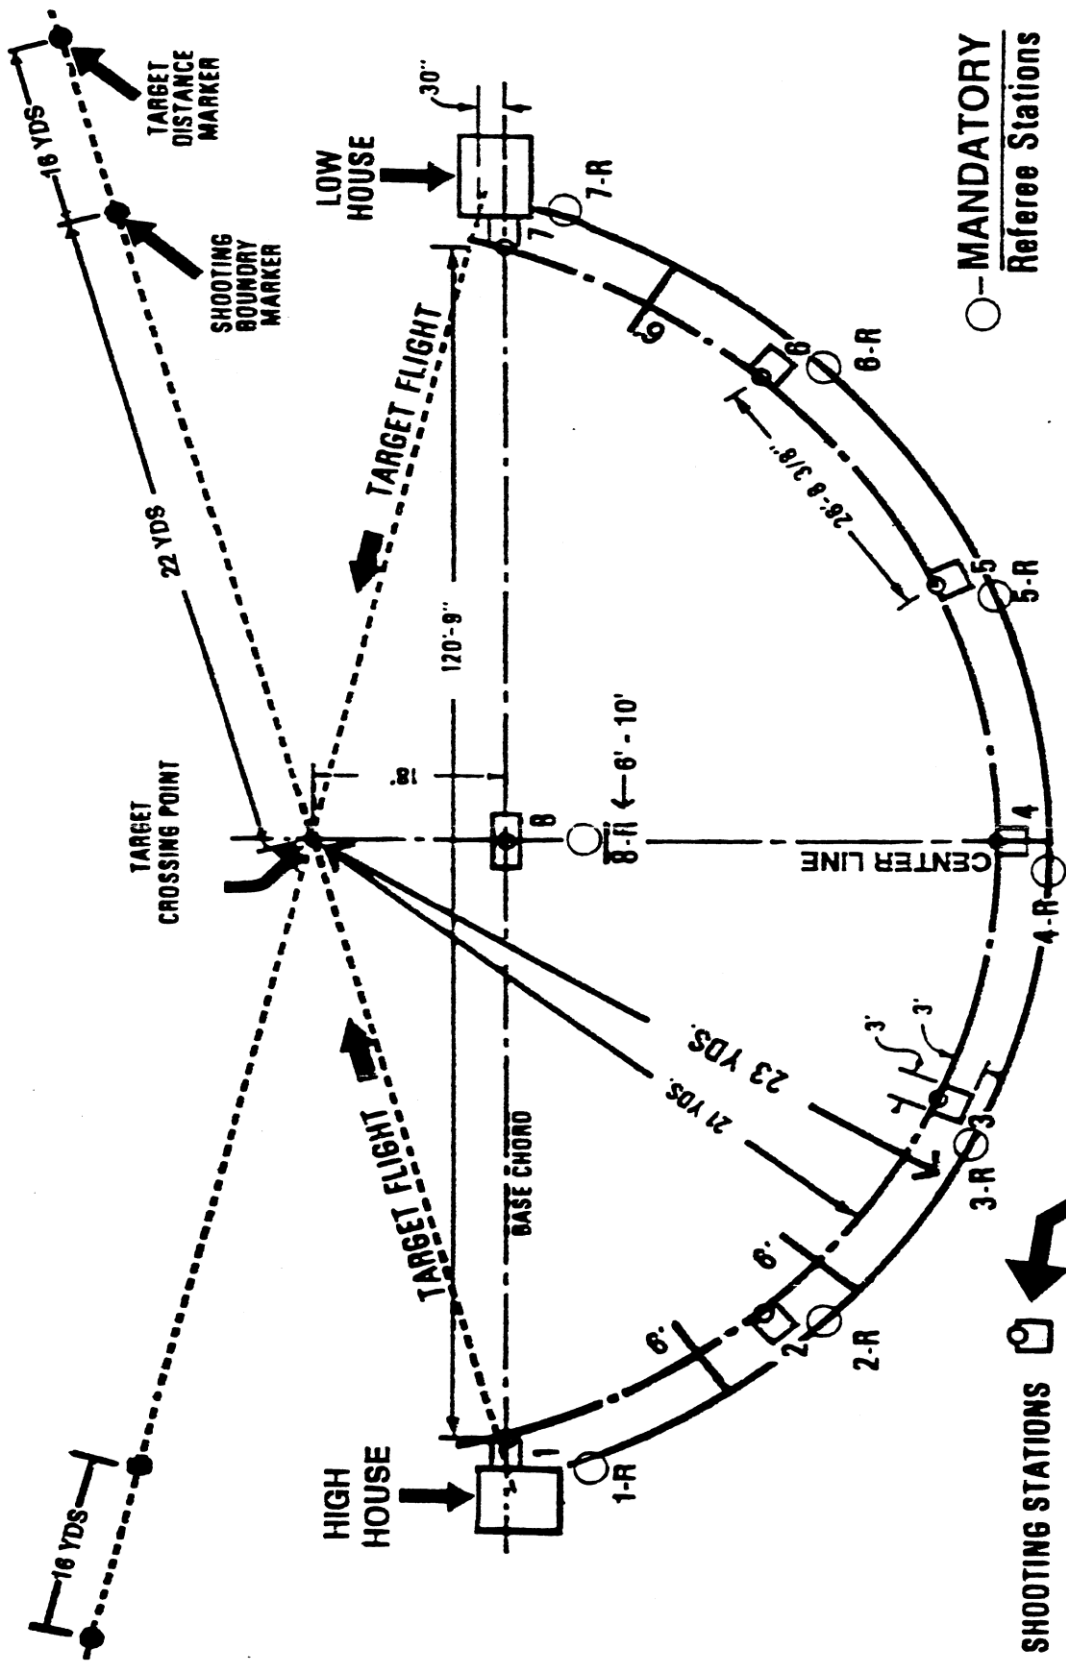 16 YDS
TARGET
DISTANCE
MARKER
22 YDS
SHOOTING
BOUNDRY
MARKER
TARGET
CROSSING POINT
16 YDS
HIGH
HOUSE
LOW
HOUSE
30"
TARGET FLIGHT
TARGET FLIGHT
120'-9"
18'
BASE CHORD
1
8
7
1-R
8-R
6' - 10'
7-R
CENTER LINE
21 YDS.
23 YDS.
6'
6'
6'
2
2-R
3'
3'
3
3-R
4
4-R
26'-8 3/8"
5
5-R
6
6-R
SHOOTING STATIONS
MANDATORY
Referee Stations